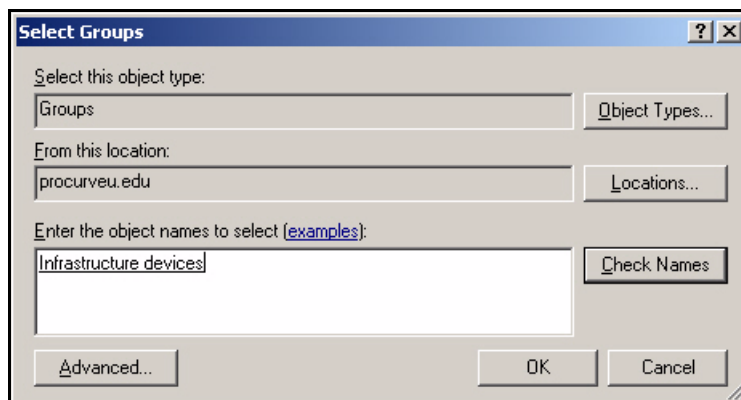 Select Groups
Select this object type:
Groups
Object Types...
From this location:
procurveu.edu
Locations...
Enter the object names to select (examples):
Infrastructure devices
Check Names
Advanced...
OK
Cancel